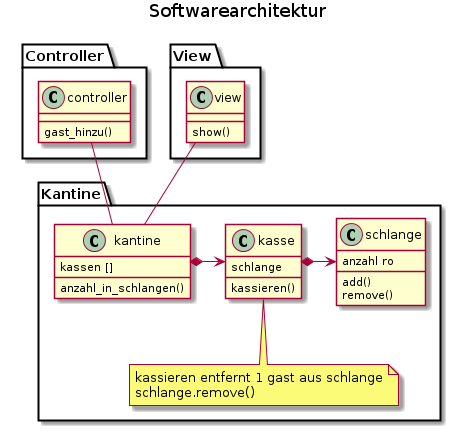 Softwarearchitektur
Controller
C controller
gast_hinzu()
View
C view
show()
Kantine
C kantine
kassen []
anzahl_in_schlangen()
C kasse
schlange
kassieren()
C schlange
anzahl ro
add()
remove()
kassieren entfernt 1 gast aus schlange
schlange.remove()